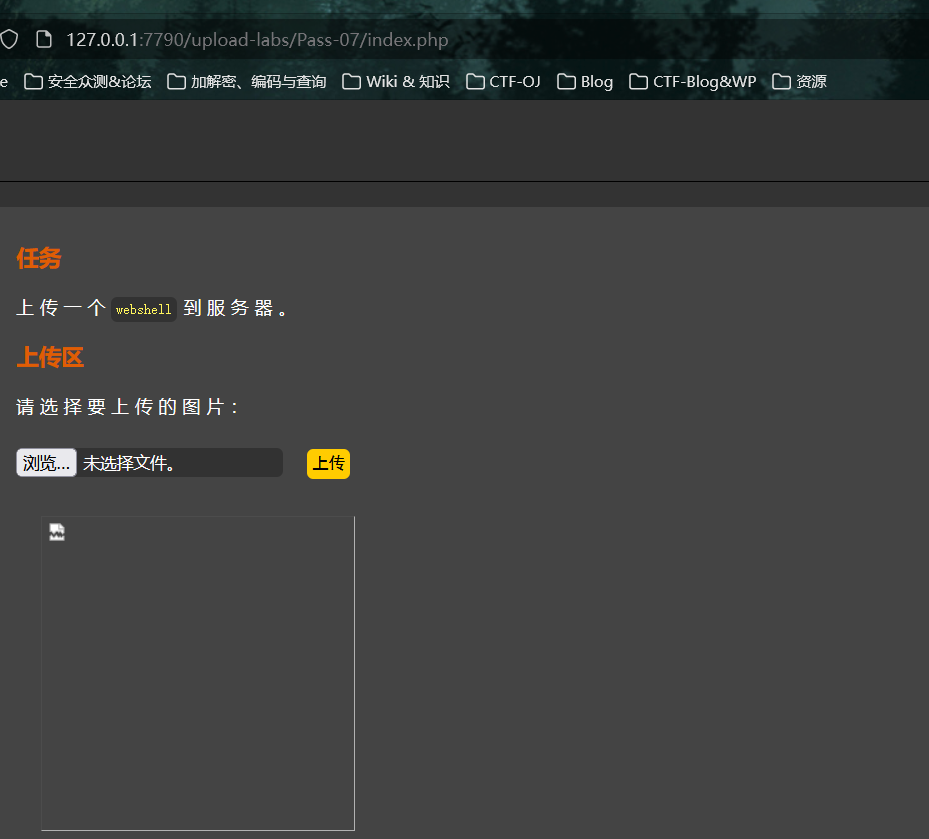 127.0.0.1:7790/upload-labs/Pass-07/index.php
e 安全众测&论坛 加解密、编码与查询 Wiki & 知识 CTF-OJ Blog CTF-Blog&WP 资源
任务
上传一个 webshell 到服务器。
上传区
请选择要上传的图片：
浏览... 未选择文件。 上传